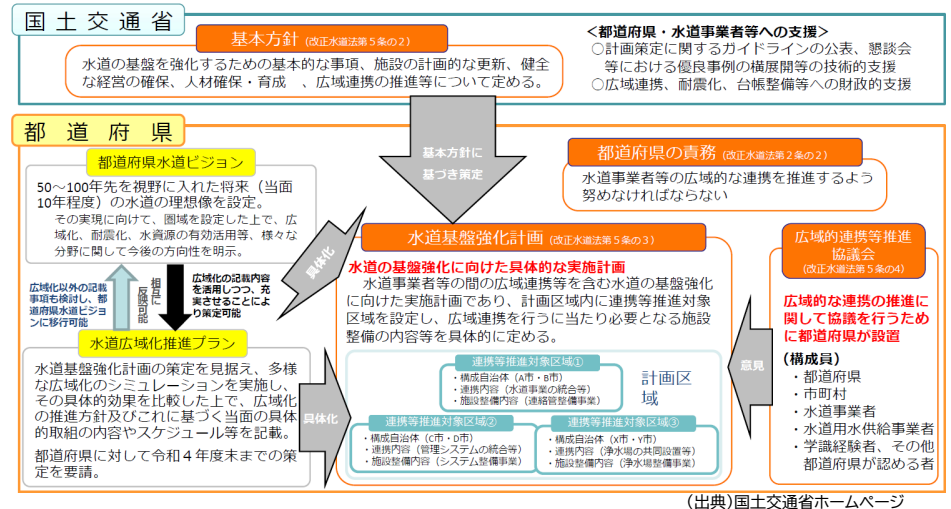 国土交通省
基本方針（改正水道法第５条の２）
水道の基盤を強化するための基本的な事項、施設の計画的な更新、健全
な経営の確保、人材確保・育成　、広域連携の推進等について定める。
＜都道府県・水道事業者等への支援＞
○計画策定に関するガイドラインの公表、懇談会
等における優良事例の横展開等の技術的支援
○広域連携、耐震化、台帳整備等への財政的支援
都道府県
基本方針に
基づき策定
都道府県の責務（改正水道法第２条の２）
水道事業者等の広域的な連携を推進するよう
努めなければならない
都道府県水道ビジョン
50～100年先を視野に入れた将来（当面
10年程度）の水道の理想像を設定。
その実現に向けて、圏域を設定した上で、広
域化、耐震化、水資源の有効活用等、様々な
分野に関して今後の方向性を明示。
具体化
広域化以外の記載
事項も検討し、都
道府県水道ビジョ
ンに移行可能
相互に
反映可能
広域化の記載内容
を活用しつつ、充
実させることにより
策定可能
水道広域化推進プラン
水道基盤強化計画の策定を見据え、多様
な広域化のシミュレーションを実施し、
その具体的効果を比較した上で、広域化
の推進方針及びこれに基づく当面の具体
的取組の内容やスケジュール等を記載。
都道府県に対して令和４年度末までの策
定を要請。
具体化
水道基盤強化計画（改正水道法第５条の３）
水道の基盤強化に向けた具体的な実施計画
水道事業者等の間の広域連携等を含む水道の基盤強化
に向けた実施計画であり、計画区域内に連携等推進対象
区域を設定し、広域連携を行うに当たり必要となる施設
整備の内容等を具体的に定める。
連携等推進対象区域①
・構成自治体（A市・B市）
・連携内容（水道事業の統合等）
・施設整備内容（連絡管整備事業）
計画区
域
連携等推進対象区域②
・構成自治体（C市・D市）
・連携内容（管理システムの統合等）
・施設整備内容（システム整備事業）
連携等推進対象区域③
・構成自治体（X市・Y市）
・連携内容（浄水場の共同設置等）
・施設整備内容（浄水場整備事業）
意見
広域的連携等推進
協議会
（改正水道法第５条の4）
広域的な連携の推進に
関して協議を行うため
に都道府県が設置
（構成員）
・都道府県
・市町村
・水道事業者
・水道用水供給事業者
・学識経験者、その他
都道府県が認める者
（出典）国土交通省ホームページ